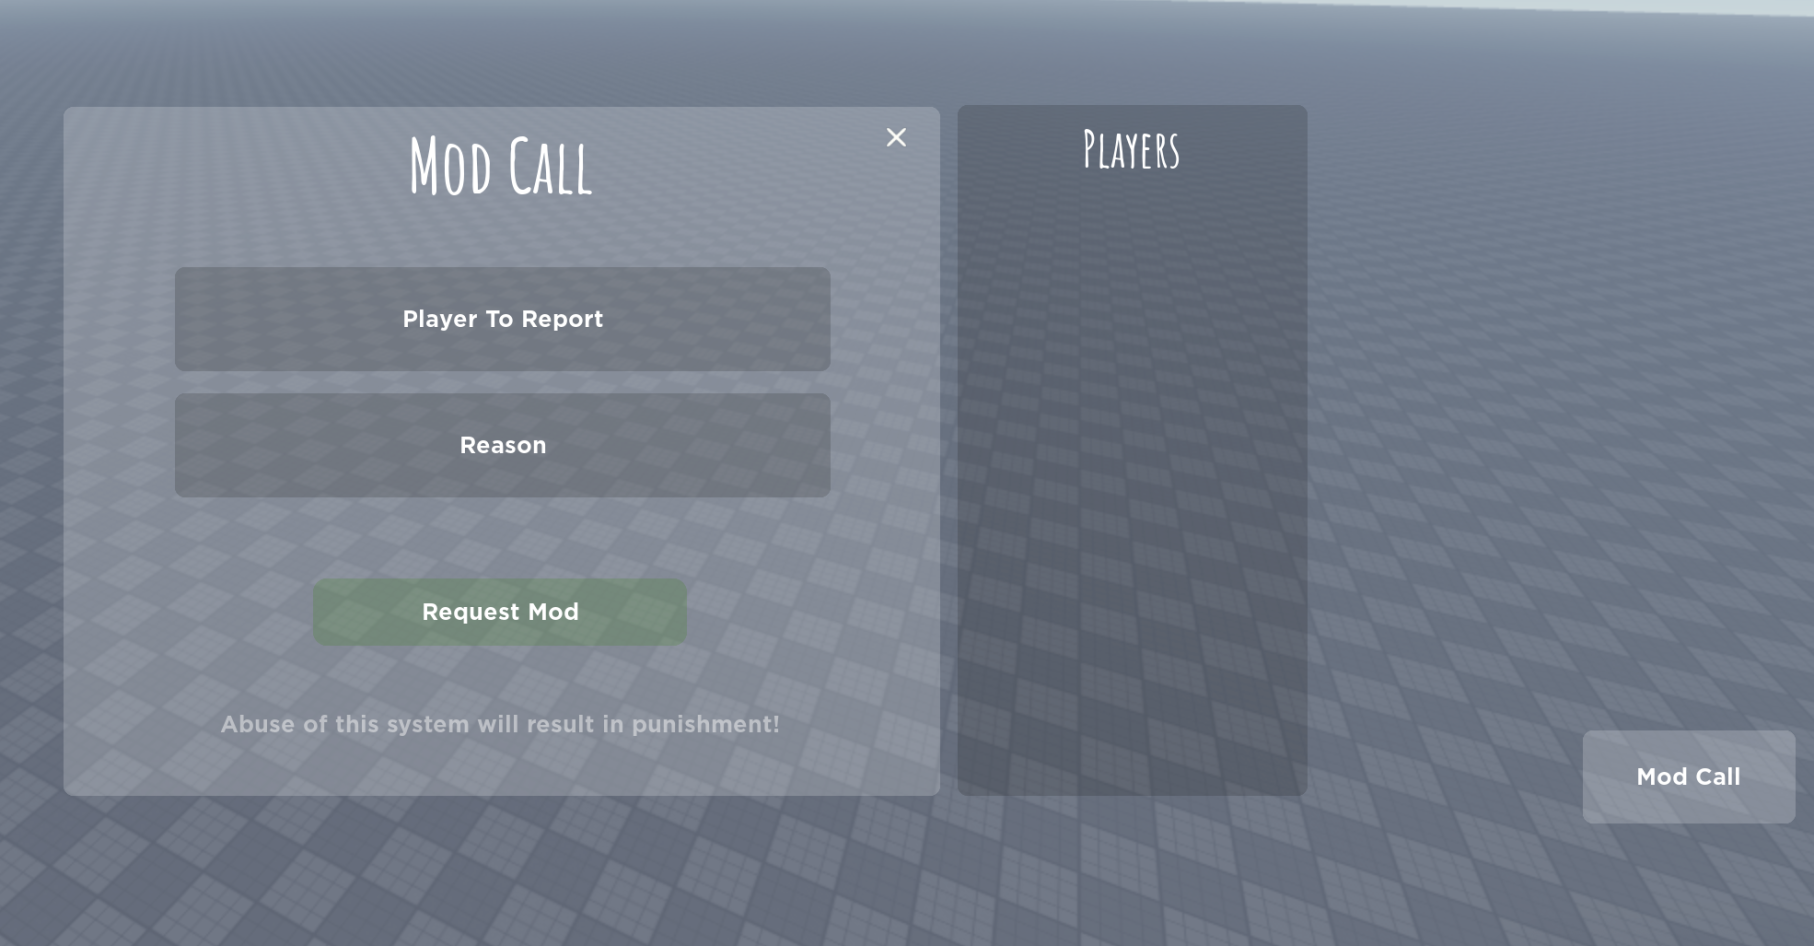 Mod Call
Players
Player To Report
Reason
Request Mod
Abuse of this system will result in punishment!
Mod Call